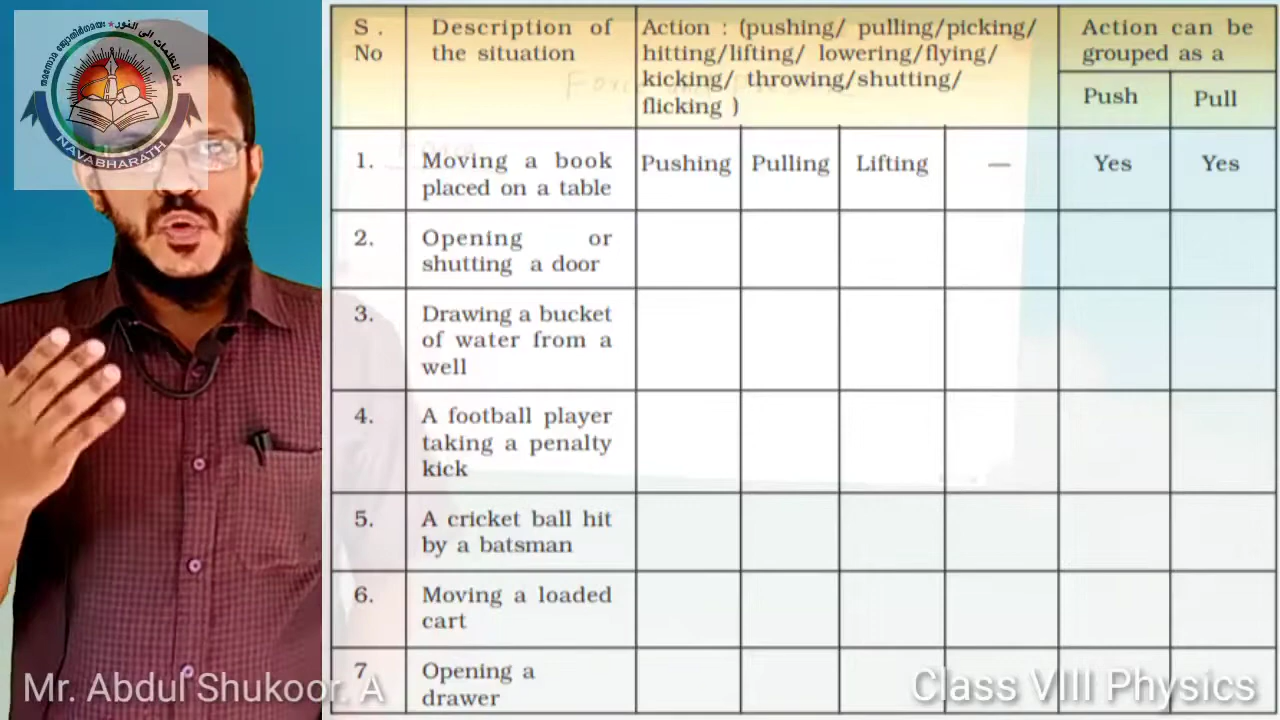 NAVABHARATH
S . No
Description of the situation
Action : (pushing/ pulling/picking/
hitting/lifting/ lowering/flying/
kicking/ throwing/shutting/
flicking )
Action can be
grouped as a
Push
Pull
1.
Moving a book
placed on a table
Pushing
Pulling
Lifting
—
Yes
Yes
2.
Opening or
shutting a door
3.
Drawing a bucket
of water from a
well
4.
A football player
taking a penalty
kick
5.
A cricket ball hit
by a batsman
6.
Moving a loaded
cart
7
Opening a
drawer
Mr. Abdul Shukoor. A
Class VIII Physics